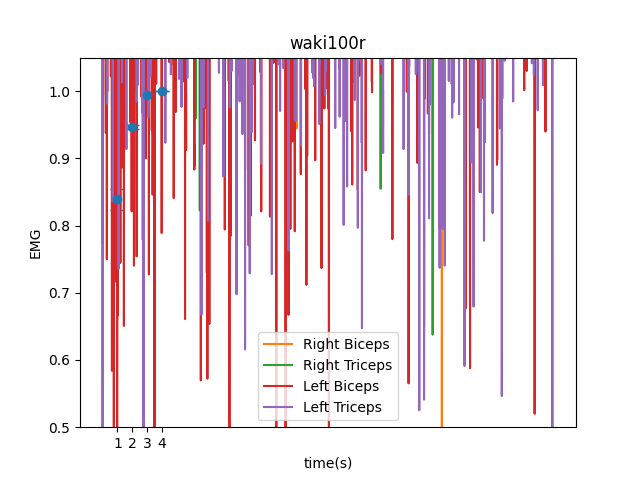 waki100r
1.0
0.9
0.8
0.7
0.6
0.5
EMG
Right Biceps
Right Triceps
Left Biceps
Left Triceps
1 2 3 4
time(s)